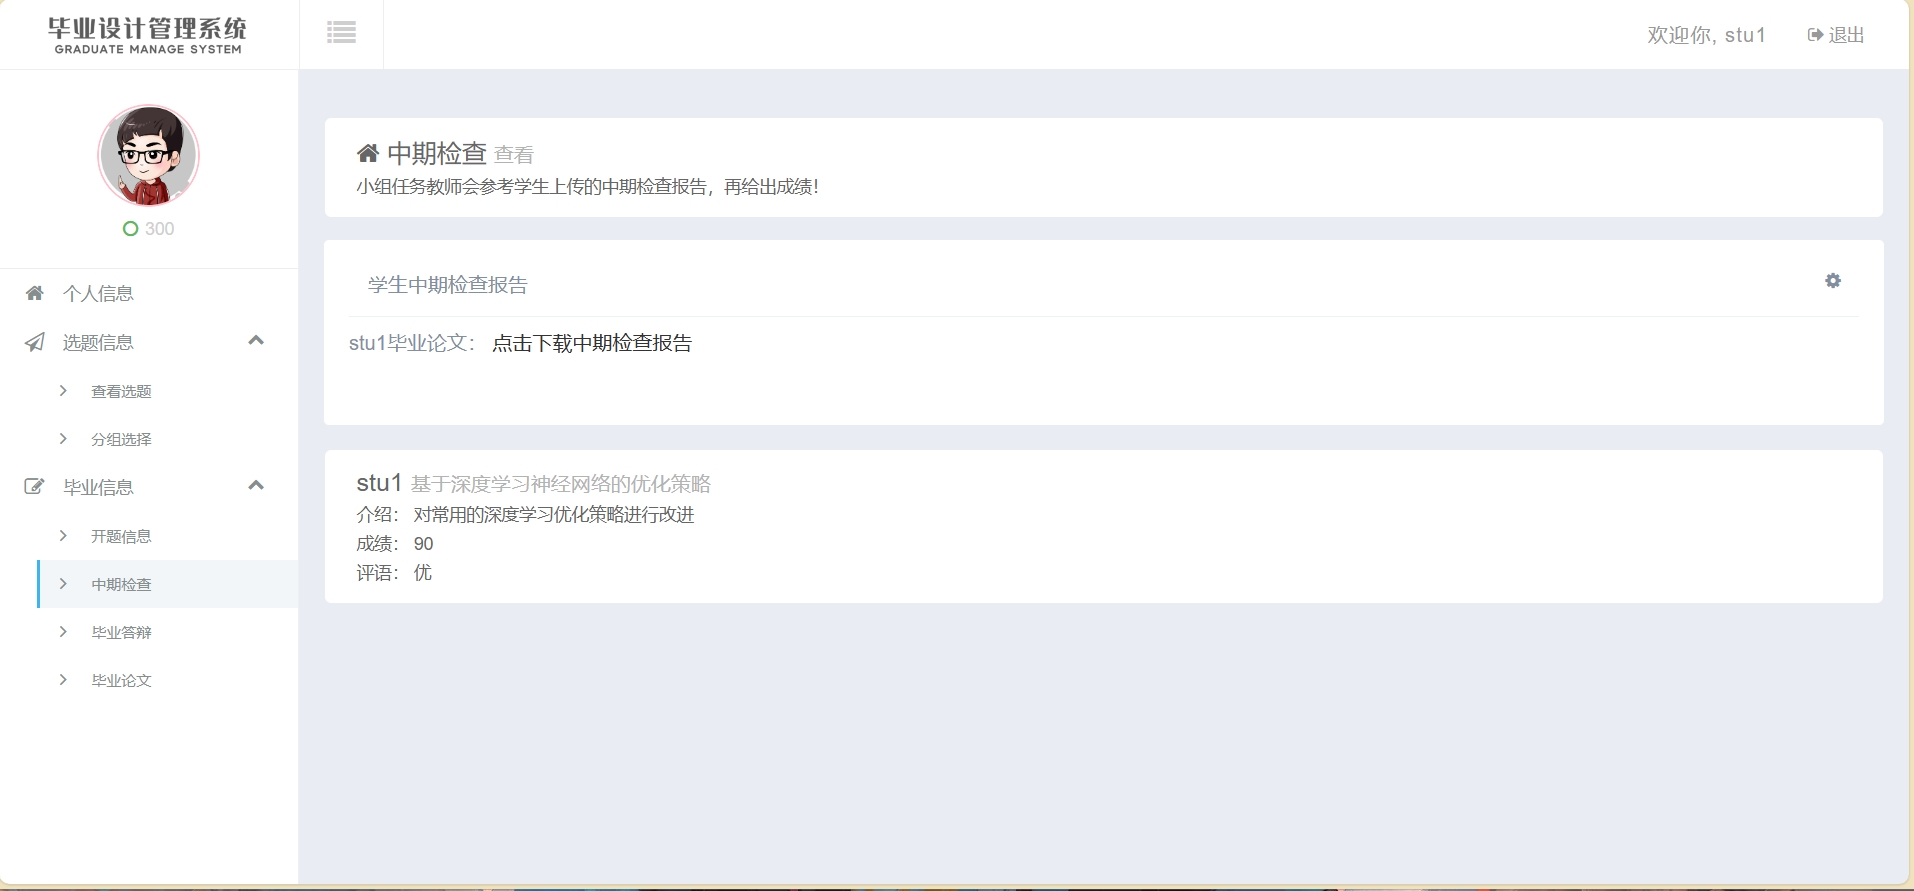 毕业设计管理系统
GRADUATE MANAGE SYSTEM
欢迎你, stu1
退出
300
个人信息
选题信息
查看选题
分组选择
毕业信息
开题信息
中期检查
毕业答辩
毕业论文
中期检查 查看
小组任务教师会参考学生上传的中期检查报告，再给出成绩！
学生中期检查报告
stu1毕业论文： 点击下载中期检查报告
stu1 基于深度学习神经网络的优化策略
介绍： 对常用的深度学习优化策略进行改进
成绩： 90
评语： 优